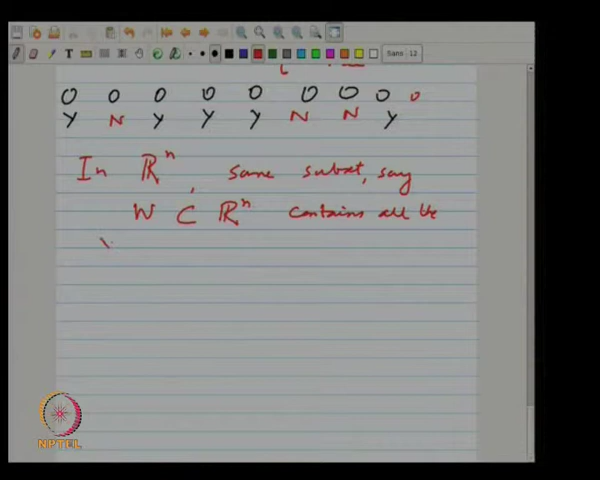 O O O O O O O O O
Y N Y Y Y N N Y
In ℝⁿ, some subset, say
W ⊂ ℝⁿ contains all the
Sans 12
NPTEL